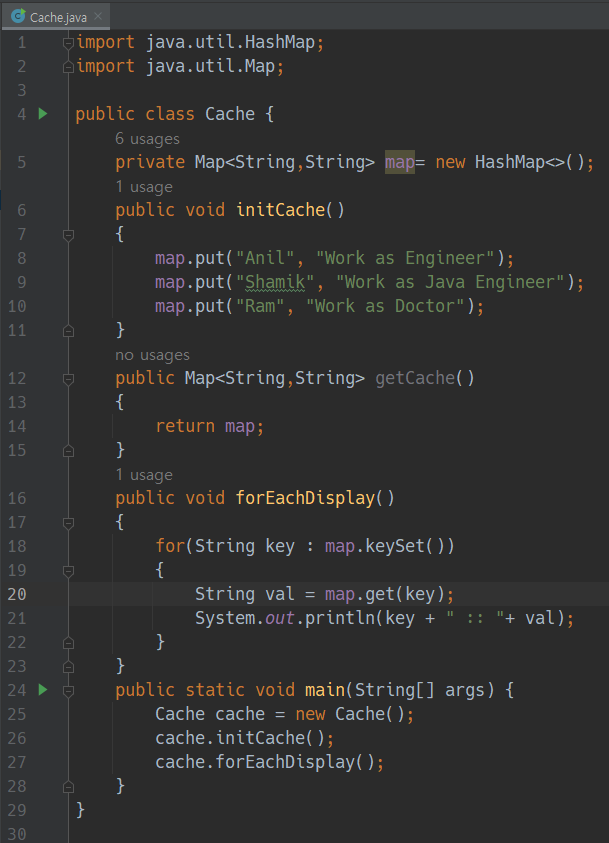 Cache.java
1 import java.util.HashMap;
2 import java.util.Map;
3
4 public class Cache {
6 usages
5 private Map<String,String> map= new HashMap<>();
1 usage
6 public void initCache()
7 {
8 map.put("Anil", "Work as Engineer");
9 map.put("Shamik", "Work as Java Engineer");
10 map.put("Ram", "Work as Doctor");
11 }
no usages
12 public Map<String,String> getCache()
13 {
14 return map;
15 }
1 usage
16 public void forEachDisplay()
17 {
18 for(String key : map.keySet())
19 {
20 String val = map.get(key);
21 System.out.println(key + " :: "+ val);
22 }
23 }
24 public static void main(String[] args) {
25 Cache cache = new Cache();
26 cache.initCache();
27 cache.forEachDisplay();
28 }
29 }
30